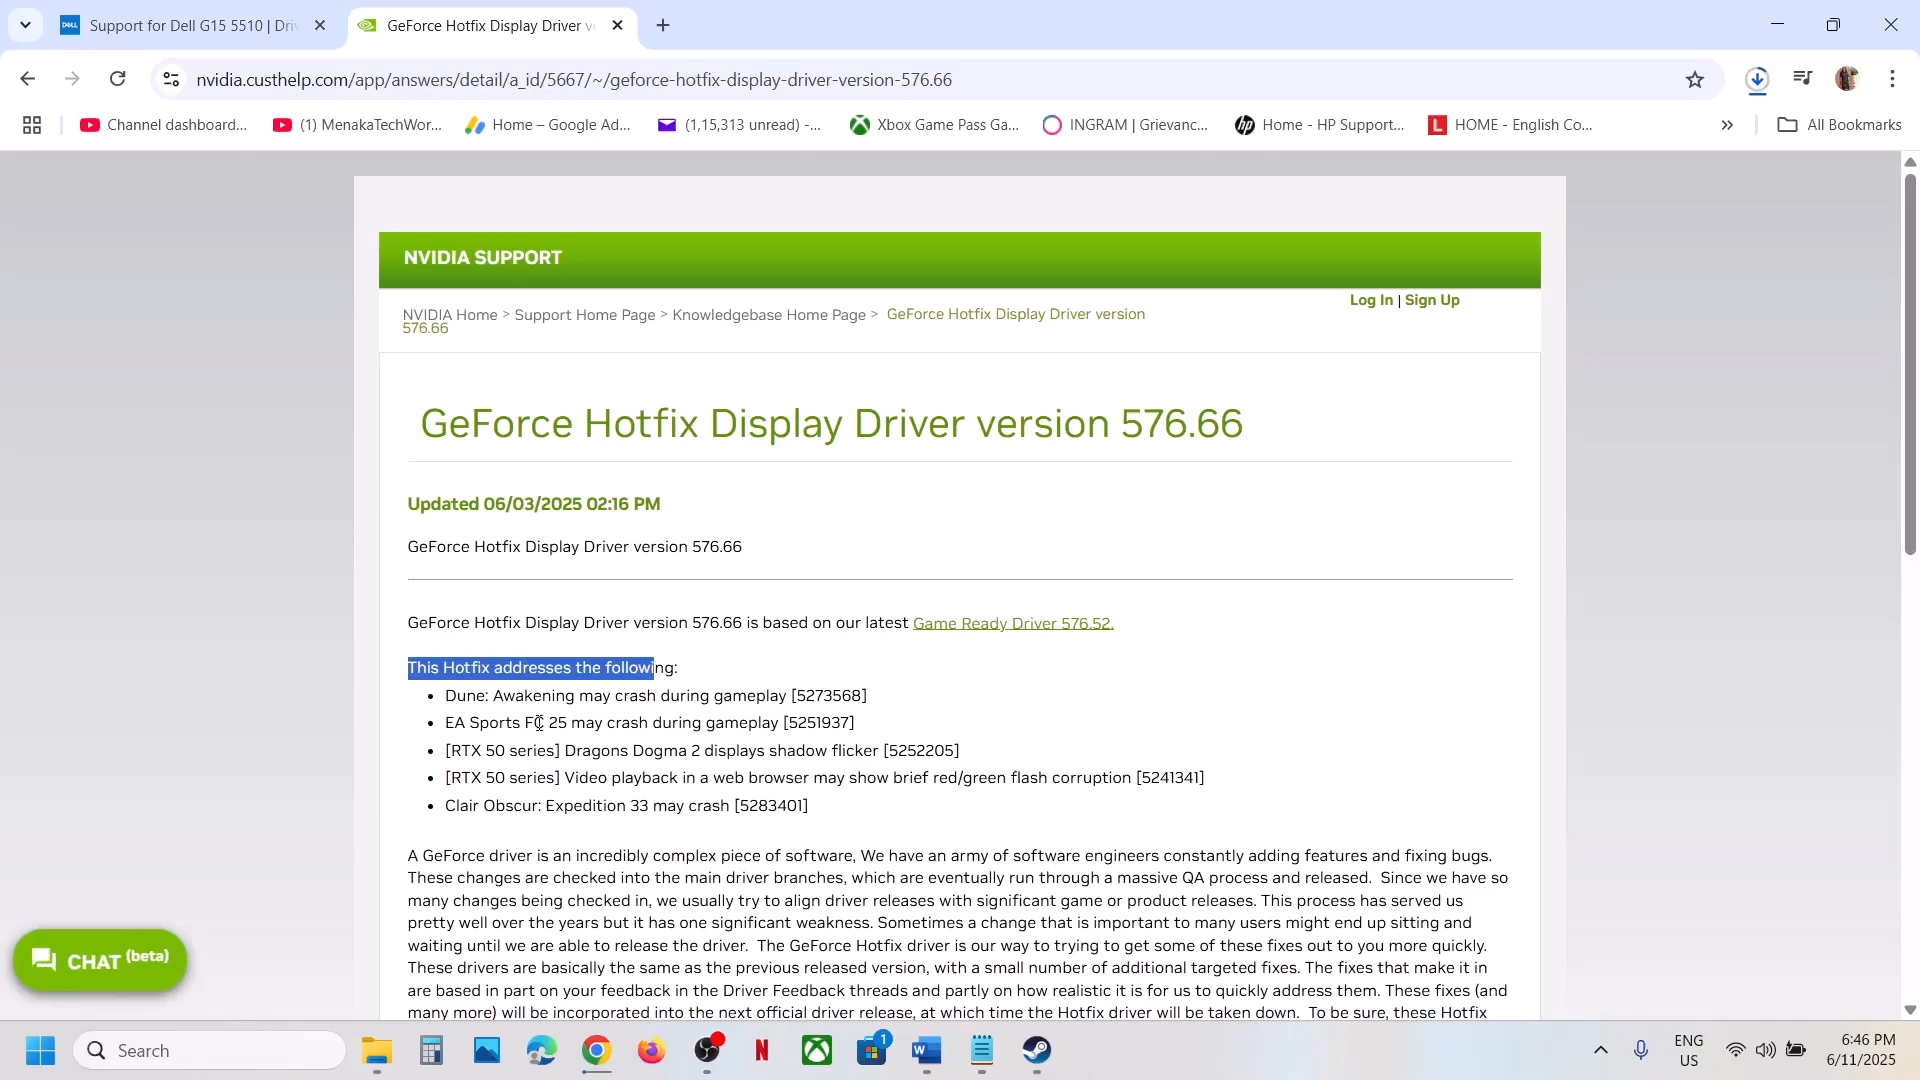 Support for Dell G15 5510 | Dri
GeForce Hotfix Display Driver v
nvidia.custhelp.com/app/answers/detail/a_id/5667/~/geforce-hotfix-display-driver-version-576.66
Channel dashboard...
(1) MenakaTechWor...
Home – Google Ad...
(1,15,313 unread) -...
Xbox Game Pass Ga...
INGRAM | Grievanc...
Home - HP Support...
HOME - English Co...
All Bookmarks
NVIDIA SUPPORT
Log In | Sign Up
NVIDIA Home > Support Home Page > Knowledgebase Home Page > GeForce Hotfix Display Driver version
576.66
GeForce Hotfix Display Driver version 576.66
Updated 06/03/2025 02:16 PM
GeForce Hotfix Display Driver version 576.66
GeForce Hotfix Display Driver version 576.66 is based on our latest Game Ready Driver 576.52.
This Hotfix addresses the following:
• Dune: Awakening may crash during gameplay [5273568]
• EA Sports FC 25 may crash during gameplay [5251937]
• [RTX 50 series] Dragons Dogma 2 displays shadow flicker [5252205]
• [RTX 50 series] Video playback in a web browser may show brief red/green flash corruption [5241341]
• Clair Obscur: Expedition 33 may crash [5283401]
A GeForce driver is an incredibly complex piece of software, We have an army of software engineers constantly adding features and fixing bugs.
These changes are checked into the main driver branches, which are eventually run through a massive QA process and released. Since we have so
many changes being checked in, we usually try to align driver releases with significant game or product releases. This process has served us
pretty well over the years but it has one significant weakness. Sometimes a change that is important to many users might end up sitting and
waiting until we are able to release the driver. The GeForce Hotfix driver is our way to trying to get some of these fixes out to you more quickly.
These drivers are basically the same as the previous released version, with a small number of additional targeted fixes. The fixes that make it in
are based in part on your feedback in the Driver Feedback threads and partly on how realistic it is for us to quickly address them. These fixes (and
many more) will be incorporated into the next official driver release, at which time the Hotfix driver will be taken down. To be sure, these Hotfix
CHAT (beta)
Search
1
ENG
US
6:46 PM
6/11/2025